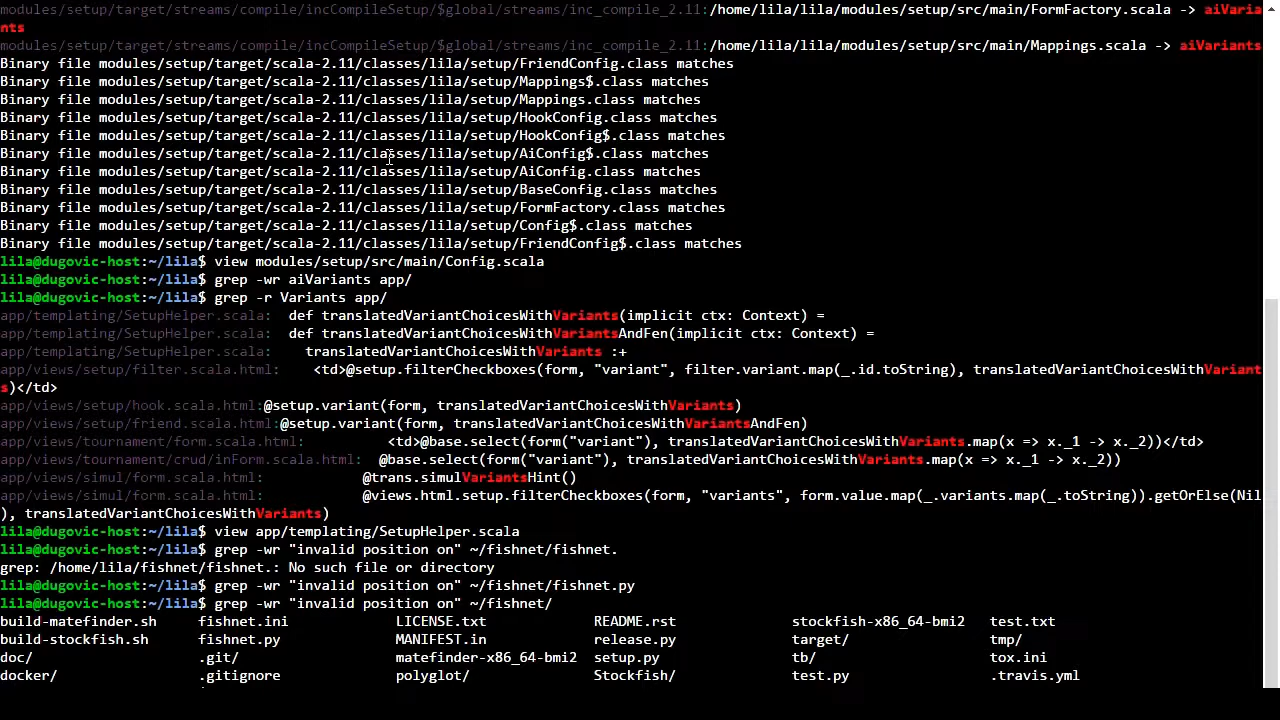 modules/setup/target/streams/compile/incCompileSetup/$global/streams/inc_compile_2.11:/home/lila/lila/modules/setup/src/main/FormFactory.scala -> aiVaria
nts
modules/setup/target/streams/compile/incCompileSetup/$global/streams/inc_compile_2.11:/home/lila/lila/modules/setup/src/main/Mappings.scala -> aiVariants
Binary file modules/setup/target/scala-2.11/classes/lila/setup/FriendConfig.class matches
Binary file modules/setup/target/scala-2.11/classes/lila/setup/Mappings$.class matches
Binary file modules/setup/target/scala-2.11/classes/lila/setup/Mappings.class matches
Binary file modules/setup/target/scala-2.11/classes/lila/setup/HookConfig.class matches
Binary file modules/setup/target/scala-2.11/classes/lila/setup/HookConfig$.class matches
Binary file modules/setup/target/scala-2.11/classes/lila/setup/AiConfig$.class matches
Binary file modules/setup/target/scala-2.11/classes/lila/setup/AiConfig.class matches
Binary file modules/setup/target/scala-2.11/classes/lila/setup/BaseConfig.class matches
Binary file modules/setup/target/scala-2.11/classes/lila/setup/FormFactory.class matches
Binary file modules/setup/target/scala-2.11/classes/lila/setup/Config$.class matches
Binary file modules/setup/target/scala-2.11/classes/lila/setup/FriendConfig$.class matches
lila@dugovic-host:~/lila$ view modules/setup/src/main/Config.scala
lila@dugovic-host:~/lila$ grep -wr aiVariants app/
lila@dugovic-host:~/lila$ grep -r Variants app/
app/templating/SetupHelper.scala:  def translatedVariantChoicesWithVariants(implicit ctx: Context) =
app/templating/SetupHelper.scala:  def translatedVariantChoicesWithVariantsAndFen(implicit ctx: Context) =
app/templating/SetupHelper.scala:    translatedVariantChoicesWithVariants :+
app/views/setup/filter.scala.html:    <td>@setup.filterCheckboxes(form, "variant", filter.variant.map(_.id.toString), translatedVariantChoicesWithVariant
s)</td>
app/views/setup/hook.scala.html:@setup.variant(form, translatedVariantChoicesWithVariants)
app/views/setup/friend.scala.html:@setup.variant(form, translatedVariantChoicesWithVariantsAndFen)
app/views/tournament/form.scala.html:          <td>@base.select(form("variant"), translatedVariantChoicesWithVariants.map(x => x._1 -> x._2))</td>
app/views/tournament/crud/inForm.scala.html:  @base.select(form("variant"), translatedVariantChoicesWithVariants.map(x => x._1 -> x._2))
app/views/simul/form.scala.html:            @trans.simulVariantsHint()
app/views/simul/form.scala.html:            @views.html.setup.filterCheckboxes(form, "variants", form.value.map(_.variants.map(_.toString)).getOrElse(Nil
), translatedVariantChoicesWithVariants)
lila@dugovic-host:~/lila$ view app/templating/SetupHelper.scala
lila@dugovic-host:~/lila$ grep -wr "invalid position on" ~/fishnet/fishnet.
grep: /home/lila/fishnet/fishnet.: No such file or directory
lila@dugovic-host:~/lila$ grep -wr "invalid position on" ~/fishnet/fishnet.py
lila@dugovic-host:~/lila$ grep -wr "invalid position on" ~/fishnet/
build-matefinder.sh     fishnet.ini             LICENSE.txt             README.rst              stockfish-x86_64-bmi2   test.txt
build-stockfish.sh      fishnet.py              MANIFEST.in             release.py              target/                 tmp/
doc/                    .git/                   matefinder-x86_64-bmi2  setup.py                tb/                     tox.ini
docker/                 .gitignore              polyglot/               Stockfish/              test.py                 .travis.yml